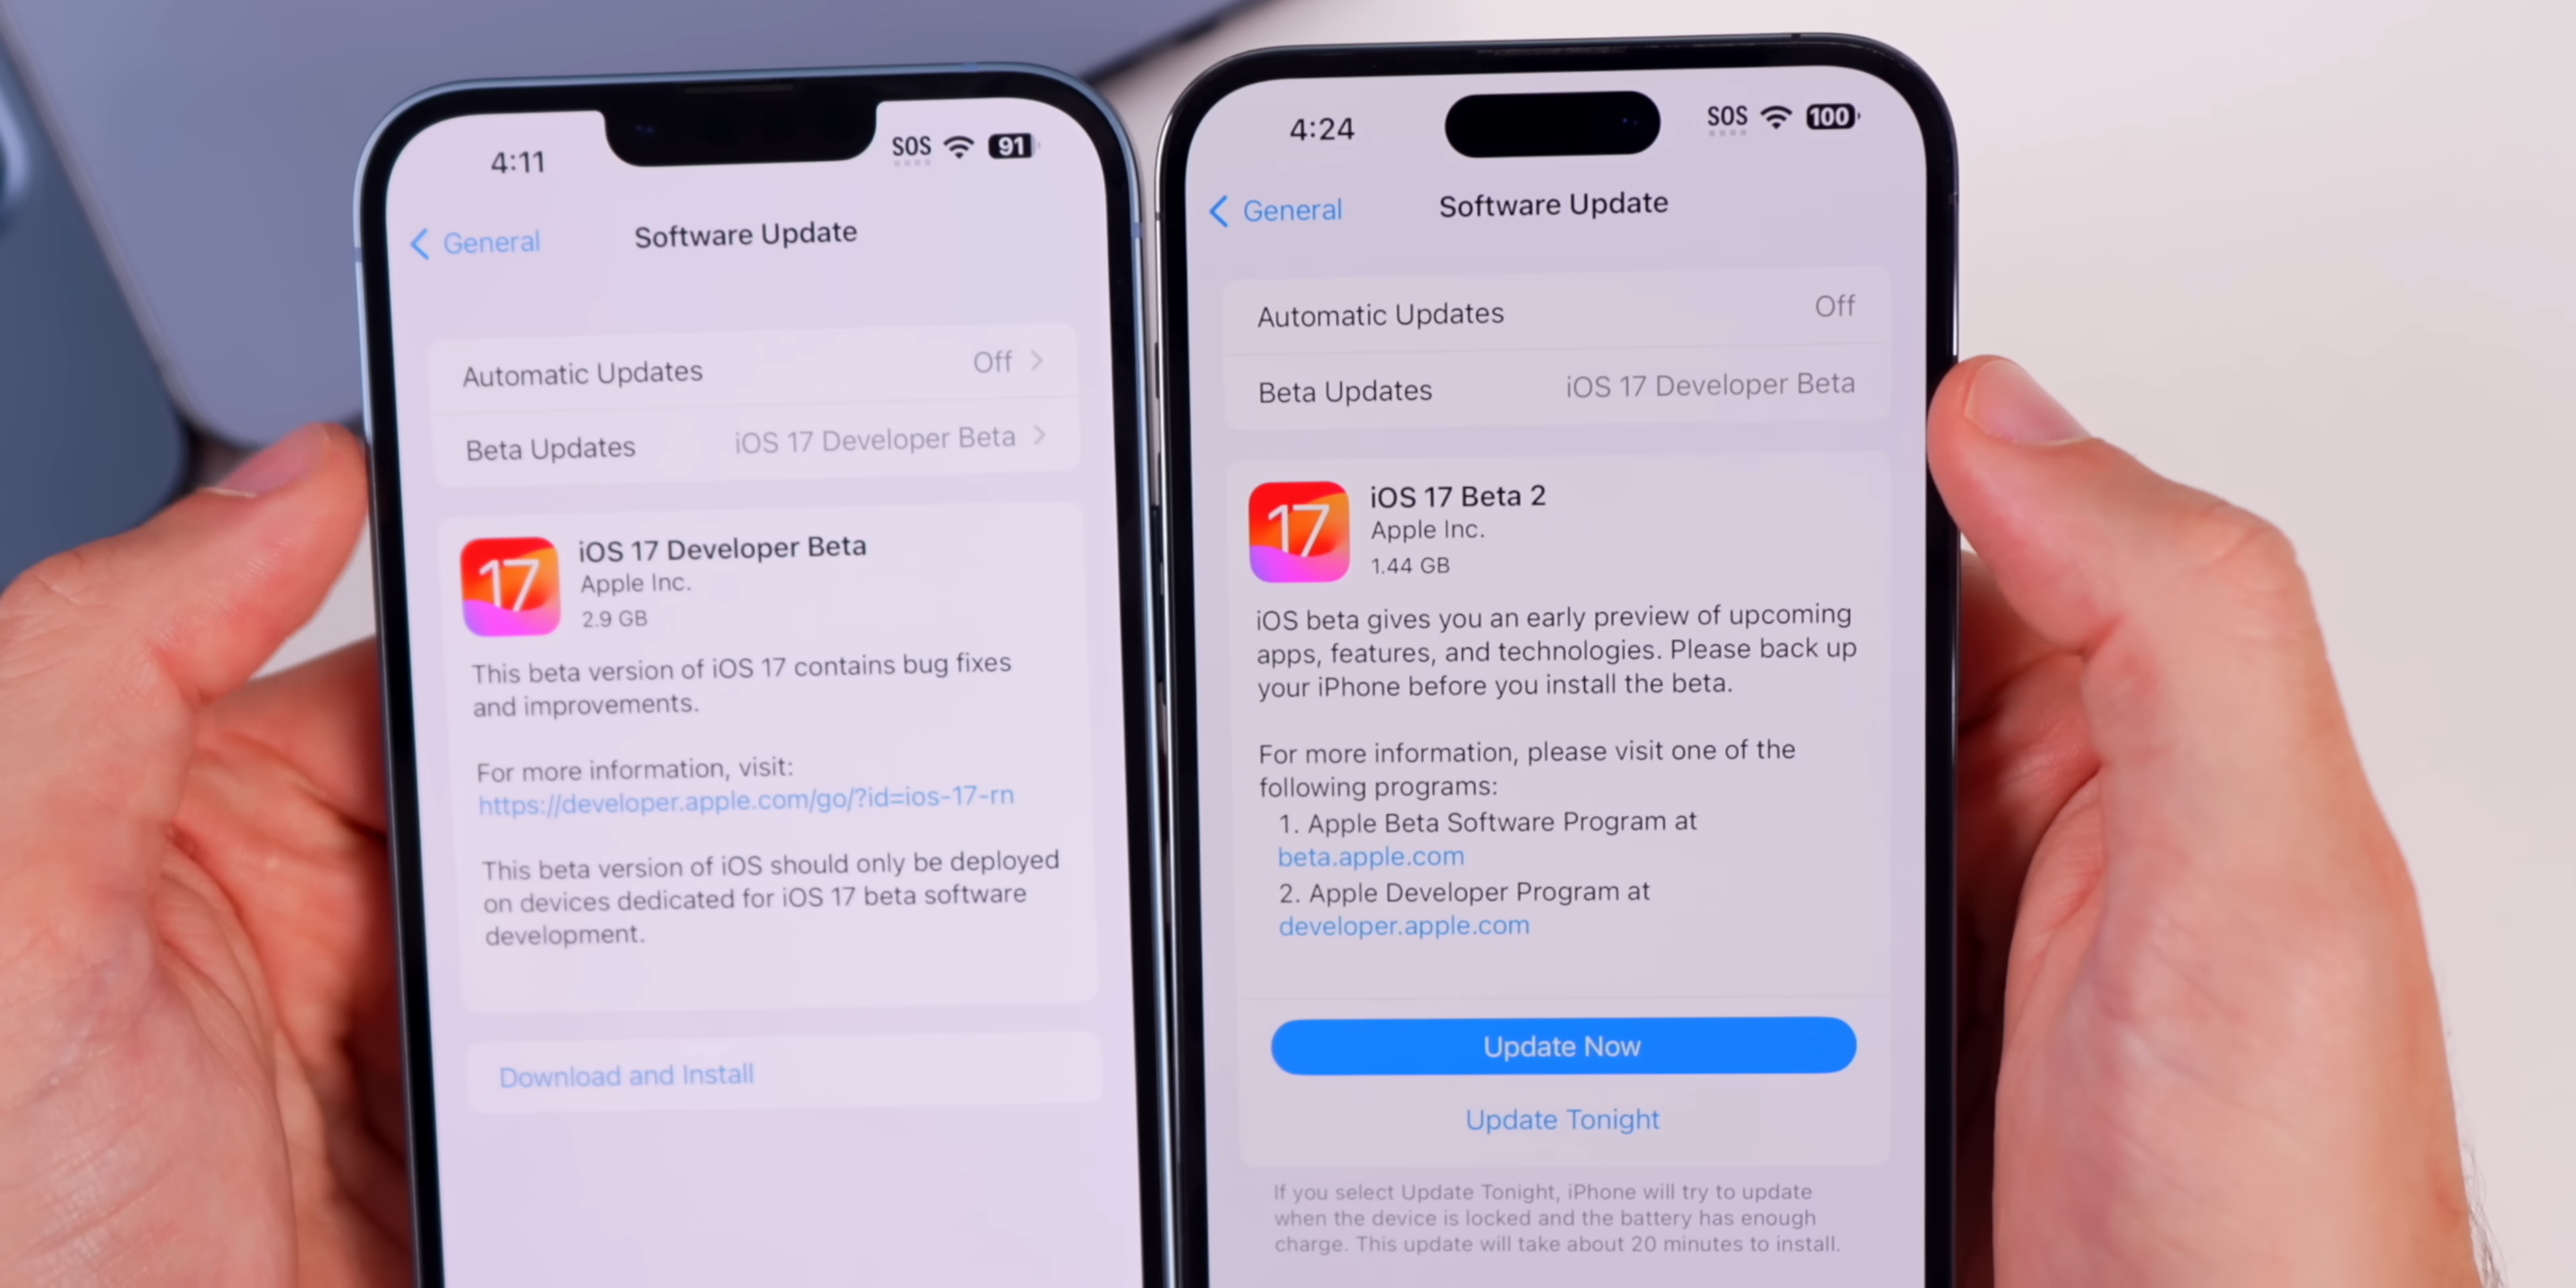 4:11
SOS
91
General
Software Update
Automatic Updates
Off
Beta Updates
iOS 17 Developer Beta
17
iOS 17 Developer Beta
Apple Inc.
2.9 GB
This beta version of iOS 17 contains bug fixes
and improvements.
For more information, visit:
https://developer.apple.com/go/?id=ios-17-rn
This beta version of iOS should only be deployed
on devices dedicated for iOS 17 beta software
development.
Download and Install
4:24
SOS
100
General
Software Update
Automatic Updates
Off
Beta Updates
iOS 17 Developer Beta
17
iOS 17 Beta 2
Apple Inc.
1.44 GB
iOS beta gives you an early preview of upcoming
apps, features, and technologies. Please back up
your iPhone before you install the beta.
For more information, please visit one of the
following programs:
1. Apple Beta Software Program at
beta.apple.com
2. Apple Developer Program at
developer.apple.com
Update Now
Update Tonight
If you select Update Tonight, iPhone will try to update
when the device is locked and the battery has enough
charge. This update will take about 20 minutes to install.